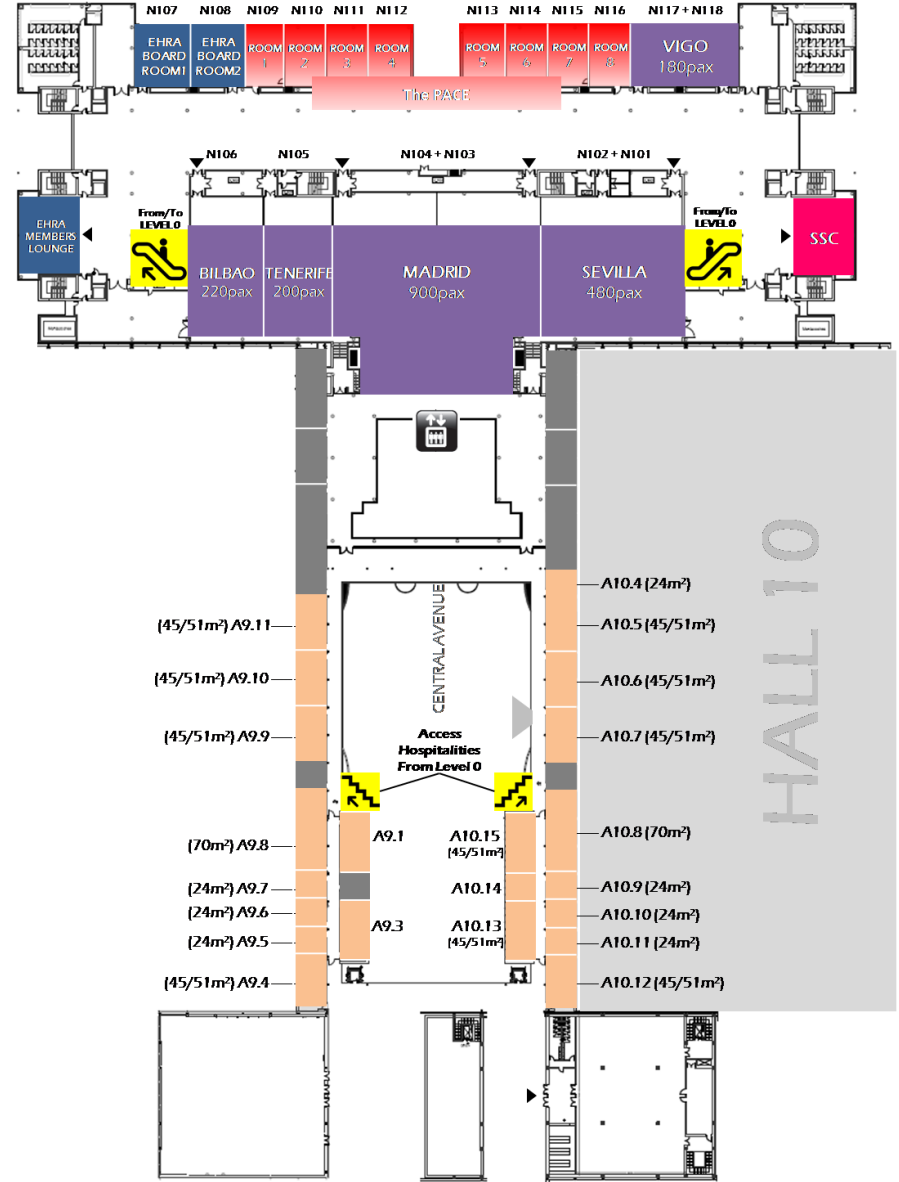 N107
N108
N109
N110
N111
N112
N113
N114
N115
N116
N117 + N118
EHRA
BOARD
ROOM1
EHRA
BOARD
ROOM2
ROOM
1
ROOM
2
ROOM
3
ROOM
4
ROOM
5
ROOM
6
ROOM
7
ROOM
8
VIGO
180pax
The PACE
N106
N105
N104 + N103
N102 + N101
EHRA
MEMBERS
LOUNGE
From/To
LEVEL 0
From/To
LEVEL 0
SSC
BILBAO
220pax
TENERIFE
200pax
MADRID
900pax
SEVILLA
480pax
CENTRAL AVENUE
HALL 10
A10.4 (24m²)
(45/51m²) A9.11
A10.5 (45/51m²)
(45/51m²) A9.10
A10.6 (45/51m²)
(45/51m²) A9.9
A10.7 (45/51m²)
Access
Hospitalities
From Level 0
A9.1
A10.15
(45/51m²)
(70m²) A9.8
A10.8 (70m²)
(24m²) A9.7
A10.14
A10.9 (24m²)
(24m²) A9.6
A10.10 (24m²)
A9.3
A10.13
(45/51m²)
(24m²) A9.5
A10.11 (24m²)
(45/51m²) A9.4
A10.12 (45/51m²)